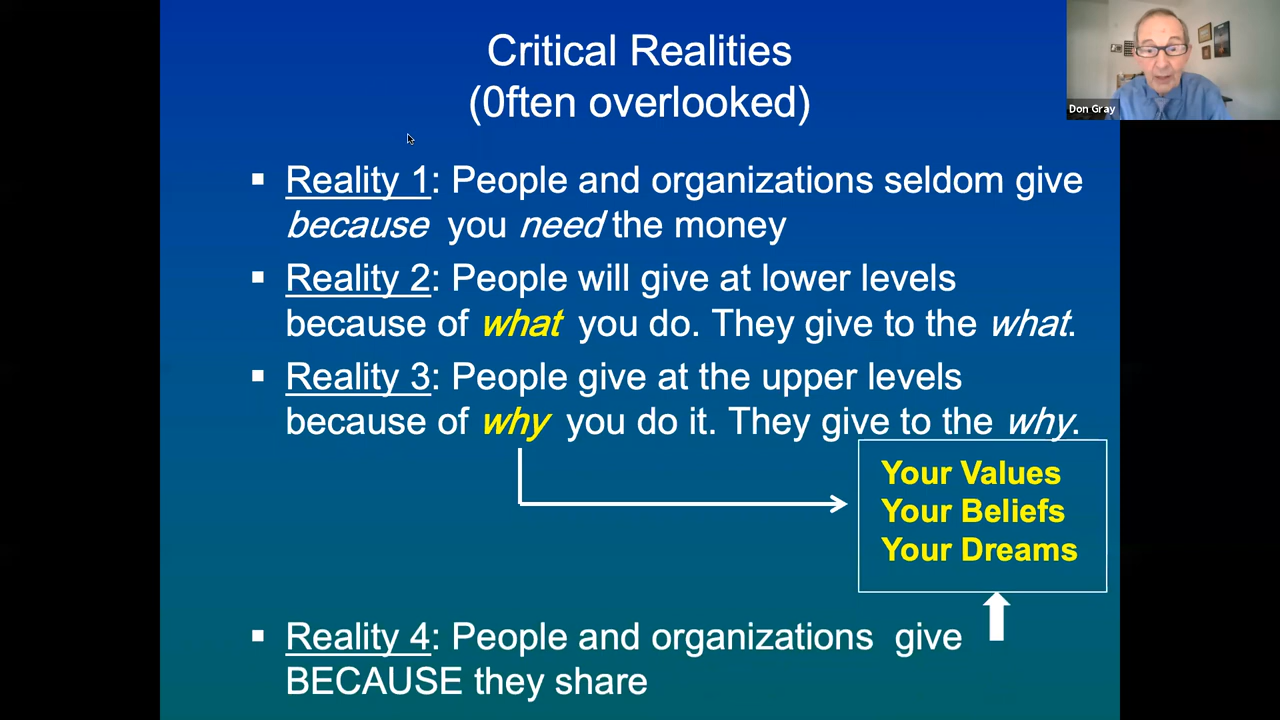 Critical Realities
(0ften overlooked)
Don Gray
▪ Reality 1: People and organizations seldom give
because you need the money
▪ Reality 2: People will give at lower levels
because of what you do. They give to the what.
▪ Reality 3: People give at the upper levels
because of why you do it. They give to the why.
Your Values
Your Beliefs
Your Dreams
▪ Reality 4: People and organizations give
BECAUSE they share